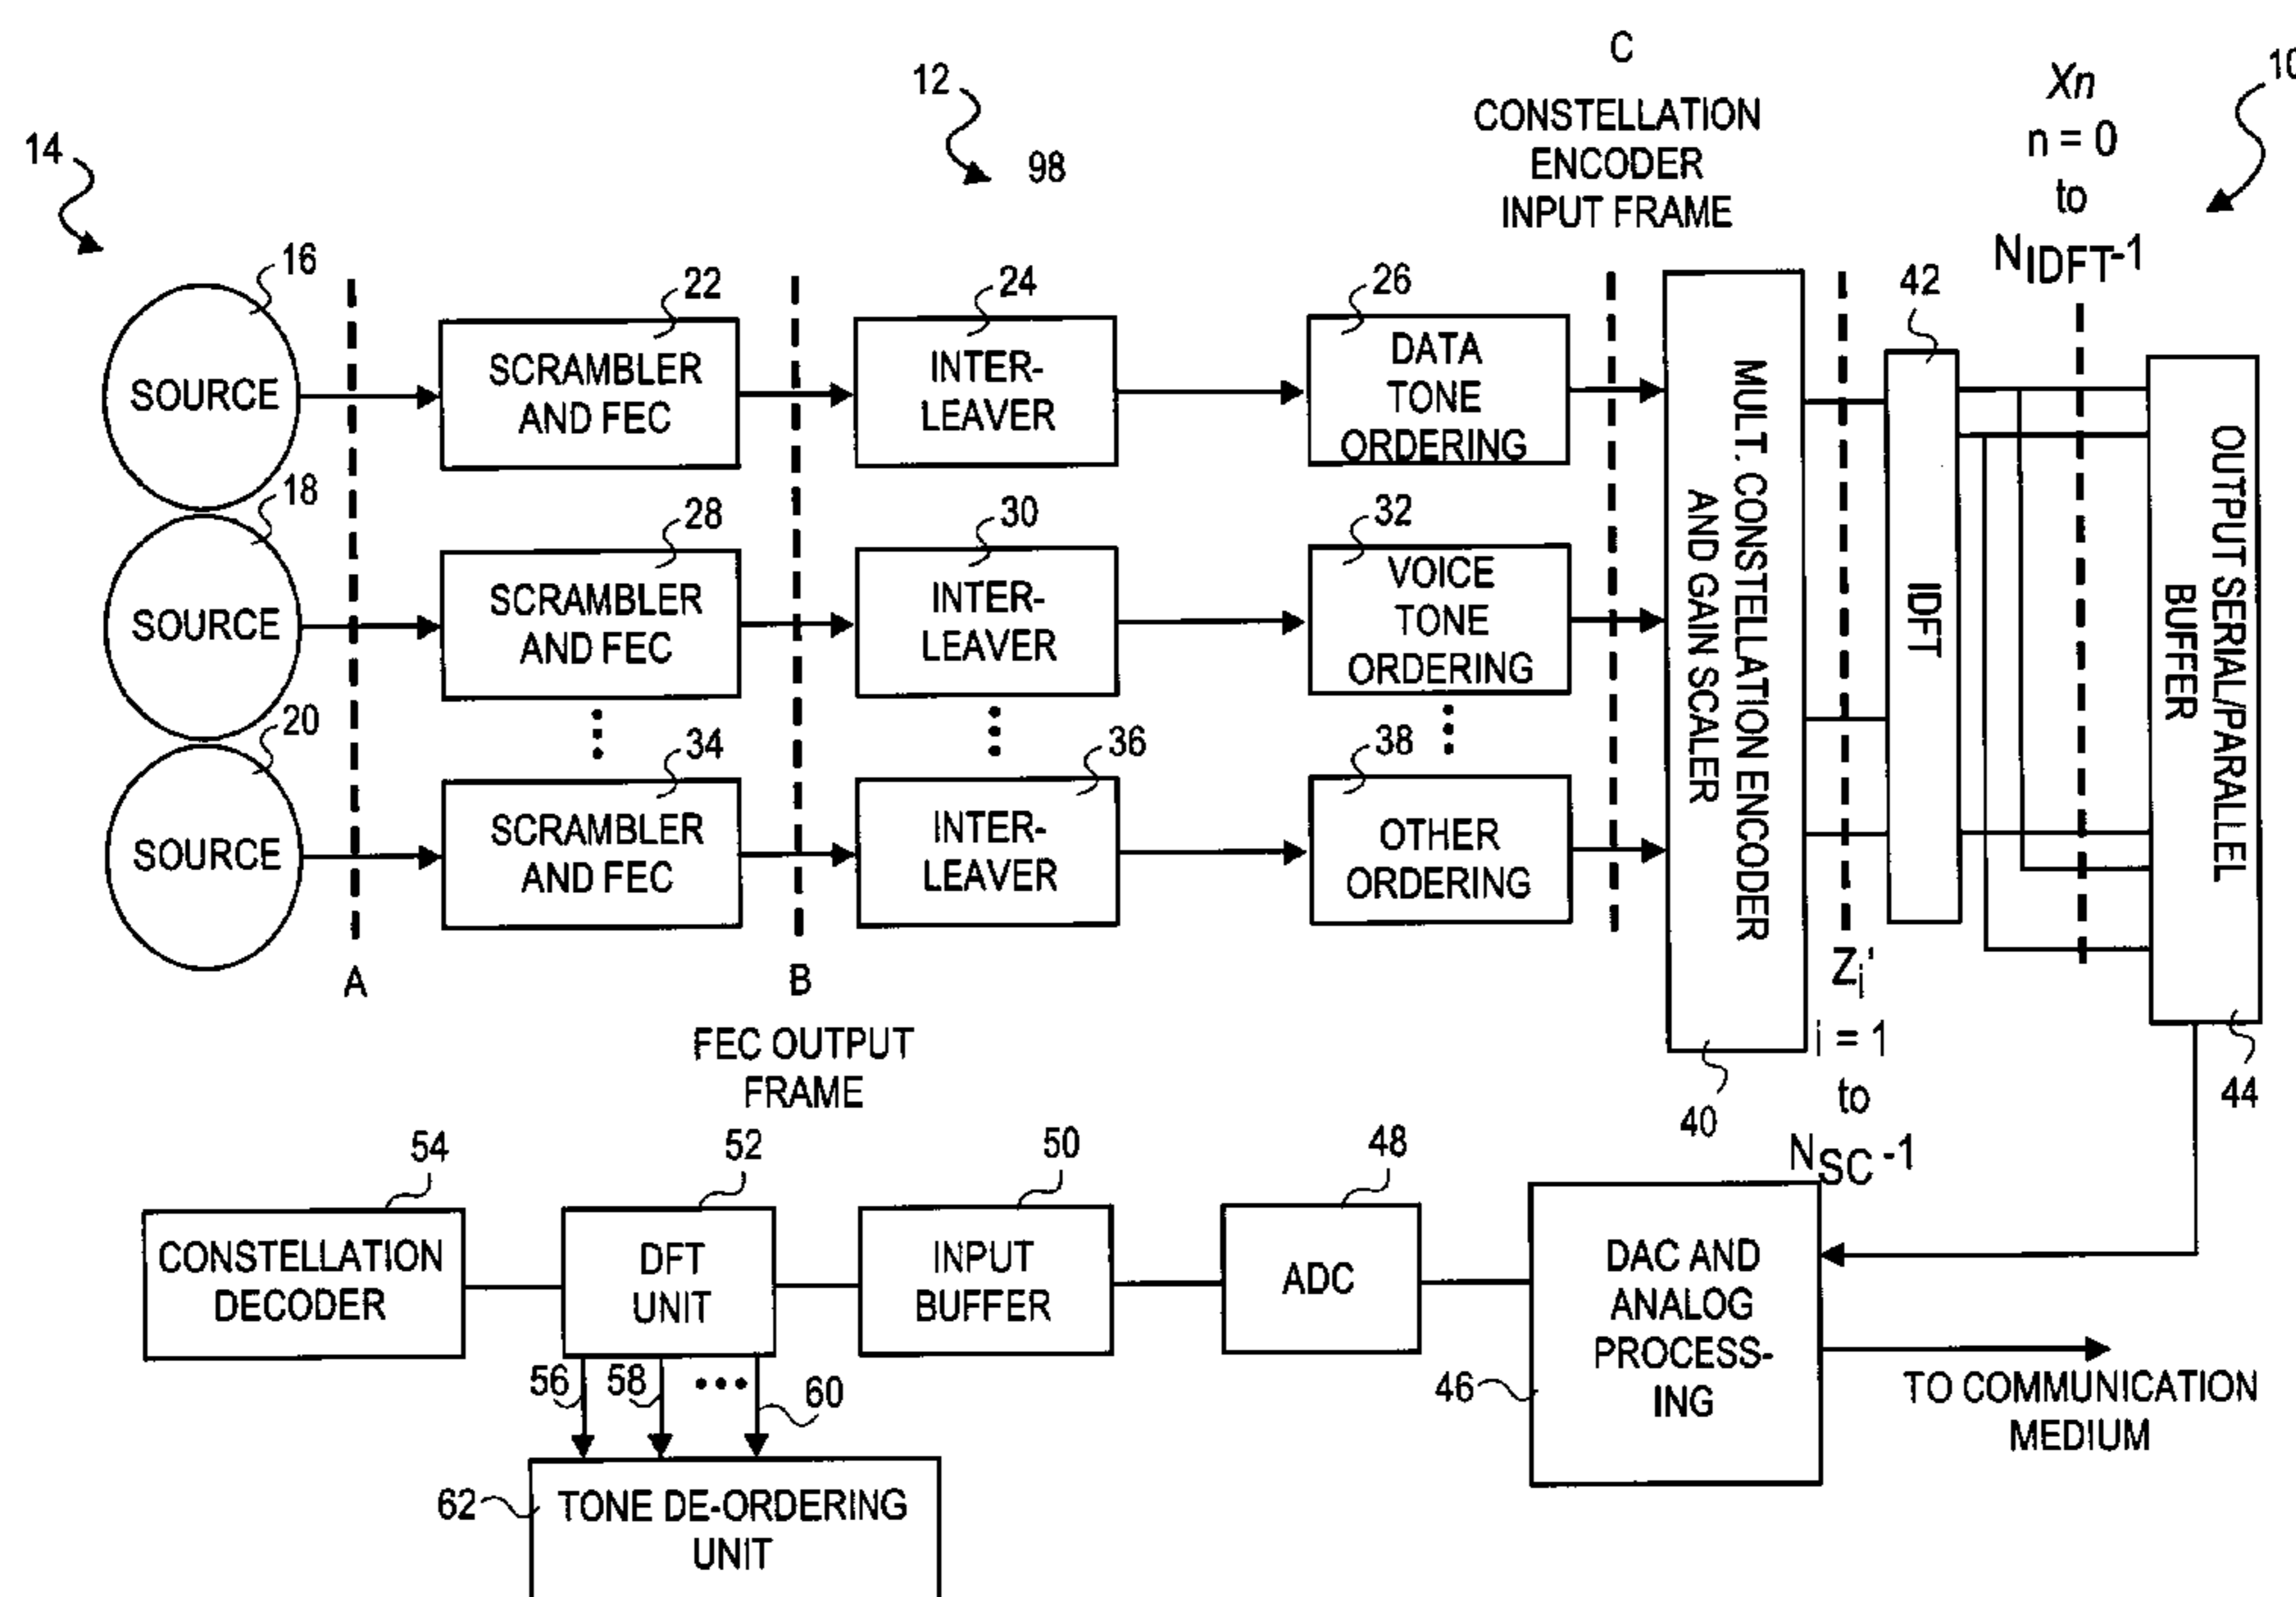 C
12
Xn
10
14
CONSTELLATION
ENCODER
INPUT FRAME
98
n = 0
to
NIDFT-1
16
22
24
26
42
SOURCE
SCRAMBLER
AND FEC
INTER-
LEAVER
DATA
TONE
ORDERING
18
28
30
32
SOURCE
SCRAMBLER
AND FEC
INTER-
LEAVER
VOICE
TONE
ORDERING
20
34
36
38
SOURCE
SCRAMBLER
AND FEC
INTER-
LEAVER
OTHER
ORDERING
MULT. CONSTELLATION ENCODER
AND GAIN SCALER
IDFT
OUTPUT SERIAL/PARALLEL
BUFFER
A
B
FEC OUTPUT
FRAME
40
Zi'
i = 1
to
NSC -1
44
54
52
50
48
CONSTELLATION
DECODER
DFT
UNIT
INPUT
BUFFER
ADC
DAC AND
ANALOG
PROCESS-
ING
46
TO COMMUNICATION
MEDIUM
56
58
60
62
TONE DE-ORDERING
UNIT